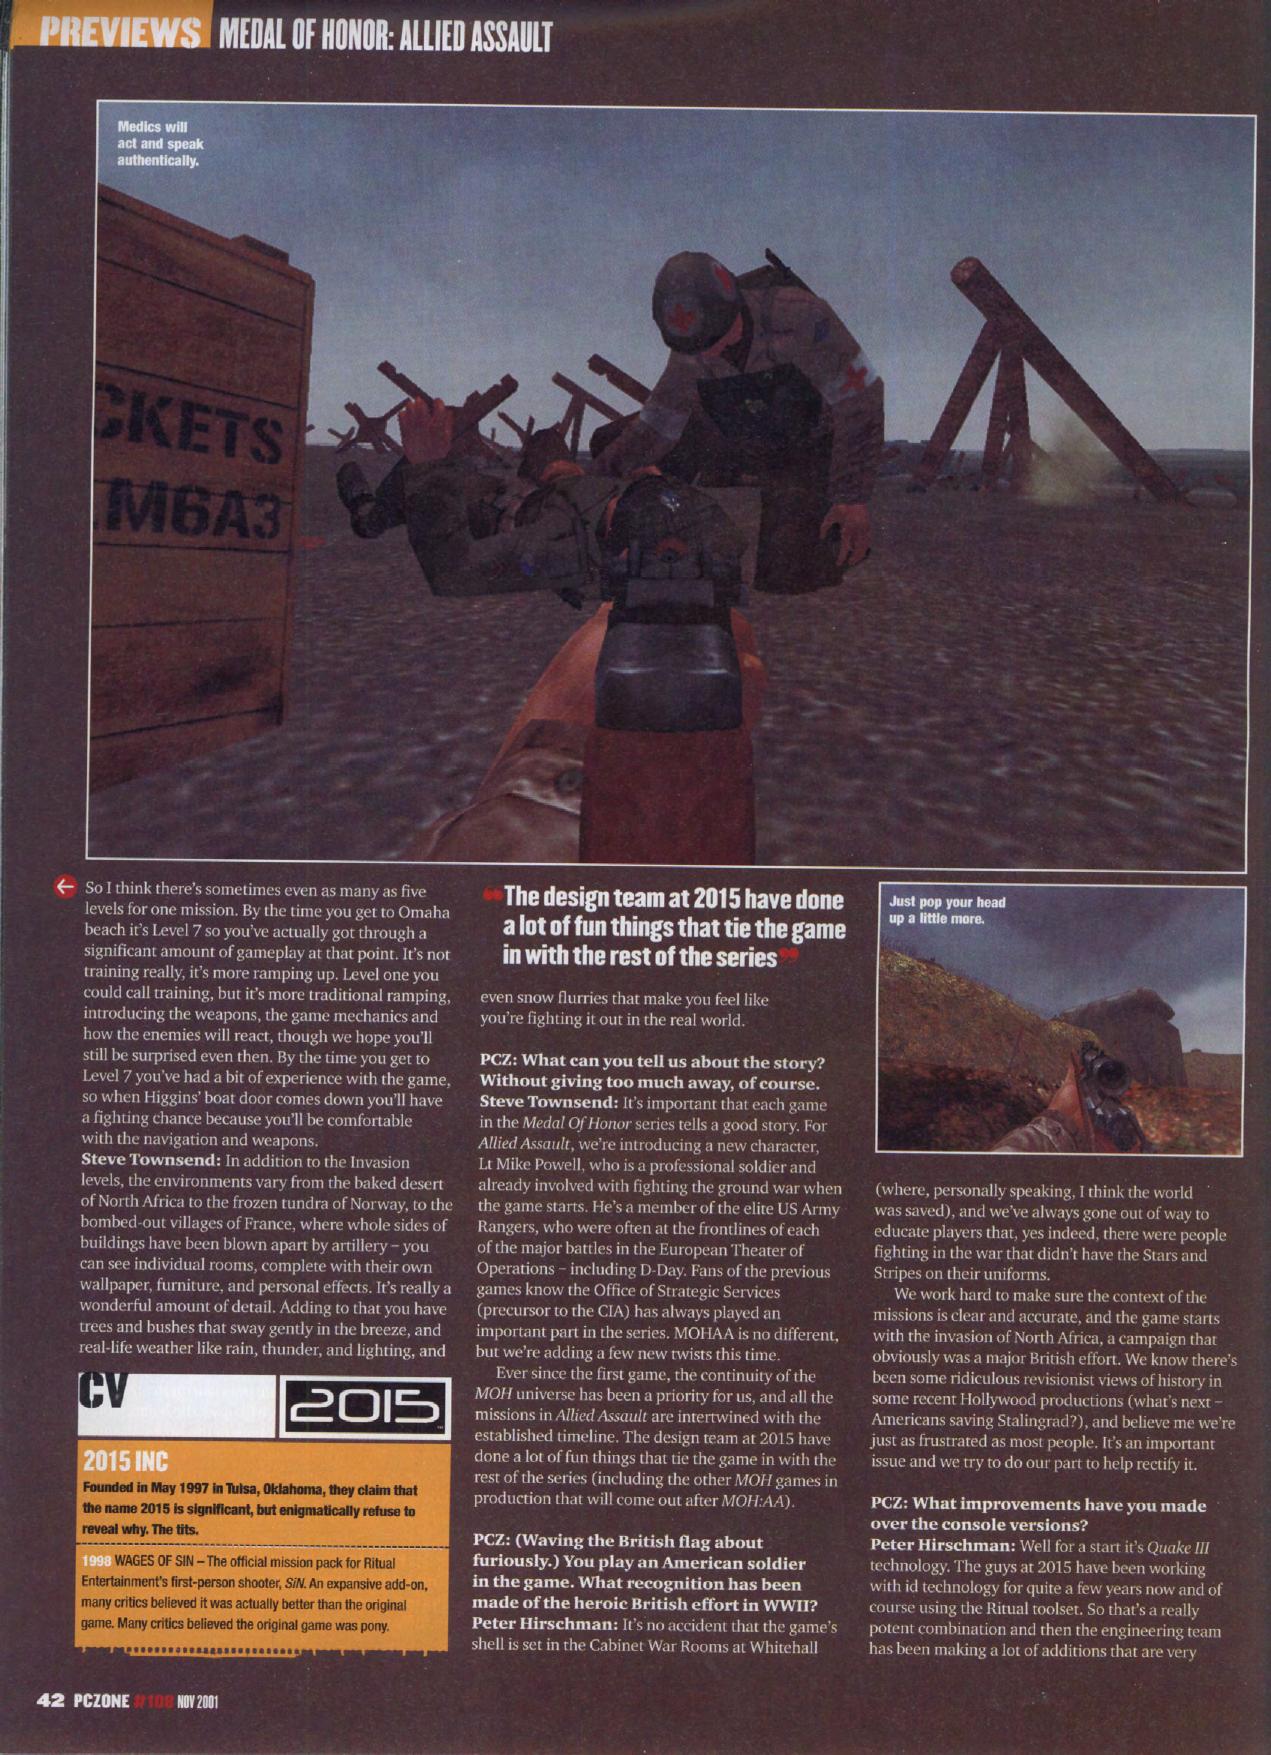 PREVIEWS MEDAL OF HONOR: ALLIED ASSAULT
Medics will
act and speak
authentically.
CKETS
M6A3
So I think there's sometimes even as many as five
levels for one mission. By the time you get to Omaha
beach it's Level 7 so you've actually got through a
significant amount of gameplay at that point. It's not
training really, it's more ramping up. Level one you
could call training, but it's more traditional ramping,
introducing the weapons, the game mechanics and
how the enemies will react, though we hope you'll
still be surprised even then. By the time you get to
Level 7 you've had a bit of experience with the game,
so when Higgins' boat door comes down you'll have
a fighting chance because you'll be comfortable
with the navigation and weapons.
Steve Townsend: In addition to the Invasion
levels, the environments vary from the baked desert
of North Africa to the frozen tundra of Norway, to the
bombed-out villages of France, where whole sides of
buildings have been blown apart by artillery – you
can see individual rooms, complete with their own
wallpaper, furniture, and personal effects. It's really a
wonderful amount of detail. Adding to that you have
trees and bushes that sway gently in the breeze, and
real-life weather like rain, thunder, and lighting, and
CV
2015
2015 INC
Founded in May 1997 in Tulsa, Oklahoma, they claim that
the name 2015 is significant, but enigmatically refuse to
reveal why. The tits.
1998 WAGES OF SIN – The official mission pack for Ritual
Entertainment's first-person shooter, SiN. An expansive add-on,
many critics believed it was actually better than the original
game. Many critics believed the original game was pony.
“The design team at 2015 have done
a lot of fun things that tie the game
in with the rest of the series”
even snow flurries that make you feel like
you're fighting it out in the real world.
PCZ: What can you tell us about the story?
Without giving too much away, of course.
Steve Townsend: It's important that each game
in the Medal Of Honor series tells a good story. For
Allied Assault, we're introducing a new character,
Lt Mike Powell, who is a professional soldier and
already involved with fighting the ground war when
the game starts. He's a member of the elite US Army
Rangers, who were often at the frontlines of each
of the major battles in the European Theater of
Operations – including D-Day. Fans of the previous
games know the Office of Strategic Services
(precursor to the CIA) has always played an
important part in the series. MOHAA is no different,
but we're adding a few new twists this time.
Ever since the first game, the continuity of the
MOH universe has been a priority for us, and all the
missions in Allied Assault are intertwined with the
established timeline. The design team at 2015 have
done a lot of fun things that tie the game in with the
rest of the series (including the other MOH games in
production that will come out after MOH:AA).
PCZ: (Waving the British flag about
furiously.) You play an American soldier
in the game. What recognition has been
made of the heroic British effort in WWII?
Peter Hirschman: It's no accident that the game's
shell is set in the Cabinet War Rooms at Whitehall
Just pop your head
up a little more.
(where, personally speaking, I think the world
was saved), and we've always gone out of way to
educate players that, yes indeed, there were people
fighting in the war that didn't have the Stars and
Stripes on their uniforms.
We work hard to make sure the context of the
missions is clear and accurate, and the game starts
with the invasion of North Africa, a campaign that
obviously was a major British effort. We know there's
been some ridiculous revisionist views of history in
some recent Hollywood productions (what's next –
Americans saving Stalingrad?), and believe me we're
just as frustrated as most people. It's an important
issue and we try to do our part to help rectify it.
PCZ: What improvements have you made
over the console versions?
Peter Hirschman: Well for a start it's Quake III
technology. The guys at 2015 have been working
with id technology for quite a few years now and of
course using the Ritual toolset. So that's a really
potent combination and then the engineering team
has been making a lot of additions that are very
42 PCZONE #108 NOV 2001